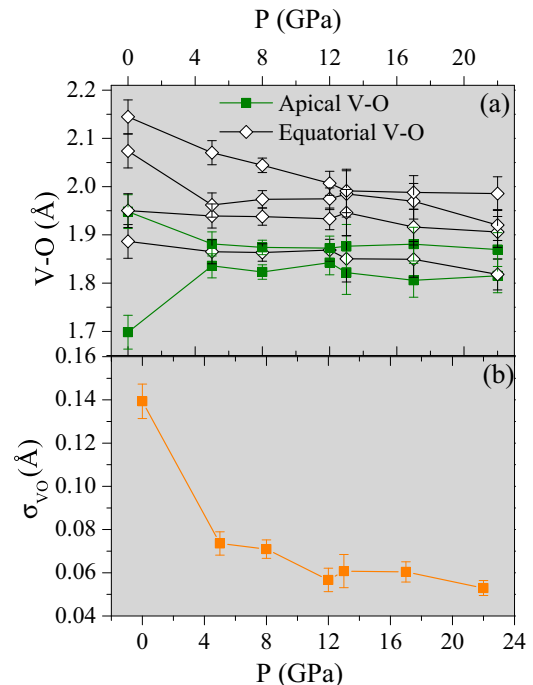 P (GPa)
0 4 8 12 16 20
2.2
(a)
Apical V-O
Equatorial V-O
2.1
2.0
1.9
1.8
1.7
V-O (Å)
0.16
(b)
0.14
0.12
0.10
0.08
0.06
0.04
σVO (Å)
0 4 8 12 16 20 24
P (GPa)